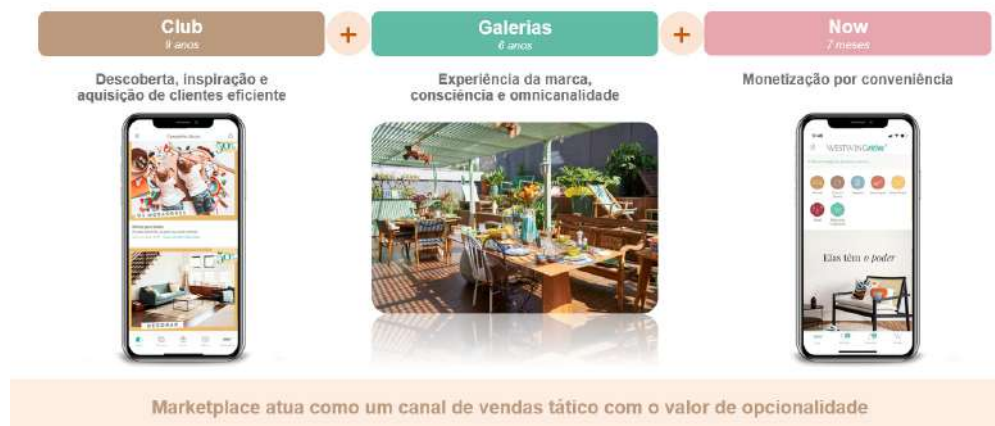 Club
9 anos
+
Galerias
6 anos
+
Now
7 meses
Descoberta, inspiração e
aquisição de clientes eficiente
Experiência da marca,
consciência e omnicanalidade
Monetização por conveniência
WESTWINGNOW
Elas têm o poder
Marketplace atua como um canal de vendas tático com o valor de opcionalidade